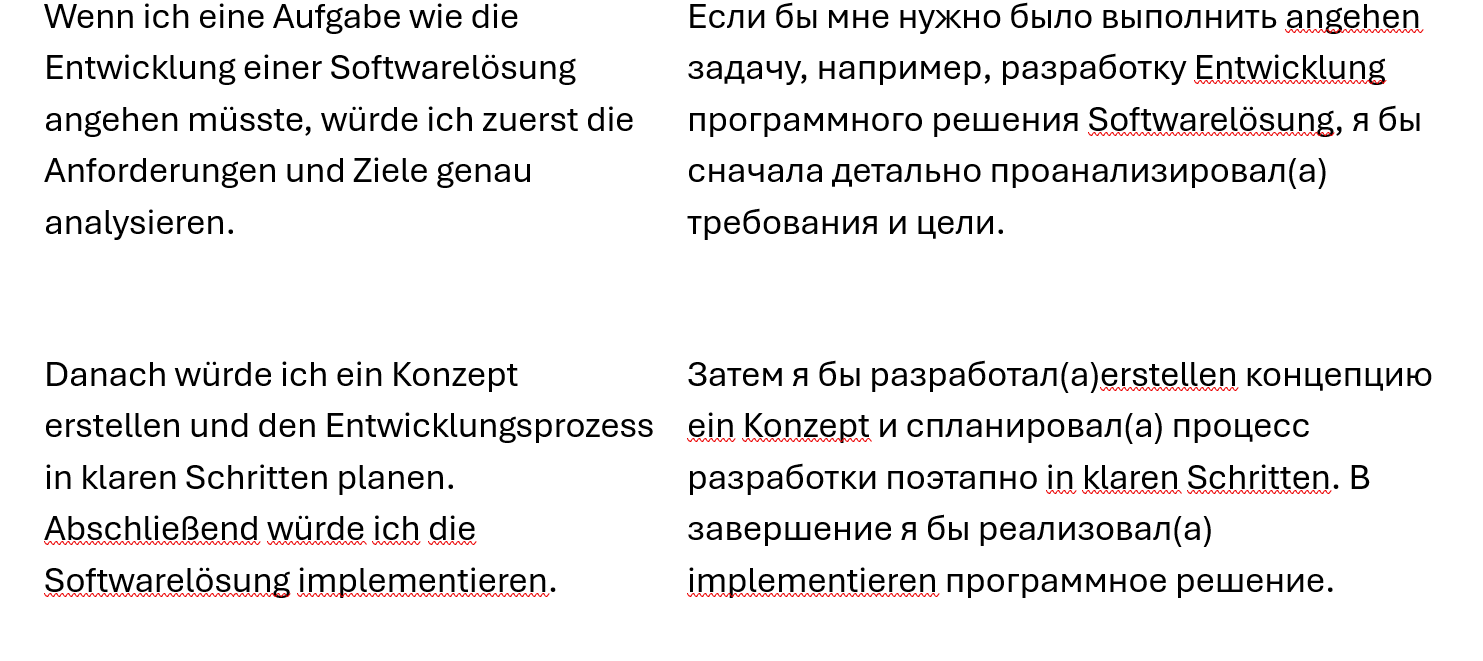 Wenn ich eine Aufgabe wie die
Entwicklung einer Softwarelösung
angehen müsste, würde ich zuerst die
Anforderungen und Ziele genau
analysieren.
Если бы мне нужно было выполнить angehen
задачу, например, разработку Entwicklung
программного решения Softwarelösung, я бы
сначала детально проанализировал(а)
требования и цели.
Danach würde ich ein Konzept
erstellen und den Entwicklungsprozess
in klaren Schritten planen.
Abschließend würde ich die
Softwarelösung implementieren.
Затем я бы разработал(а)erstellen концепцию
ein Konzept и спланировал(а) процесс
разработки поэтапно in klaren Schritten. В
завершение я бы реализовал(а)
implementieren программное решение.